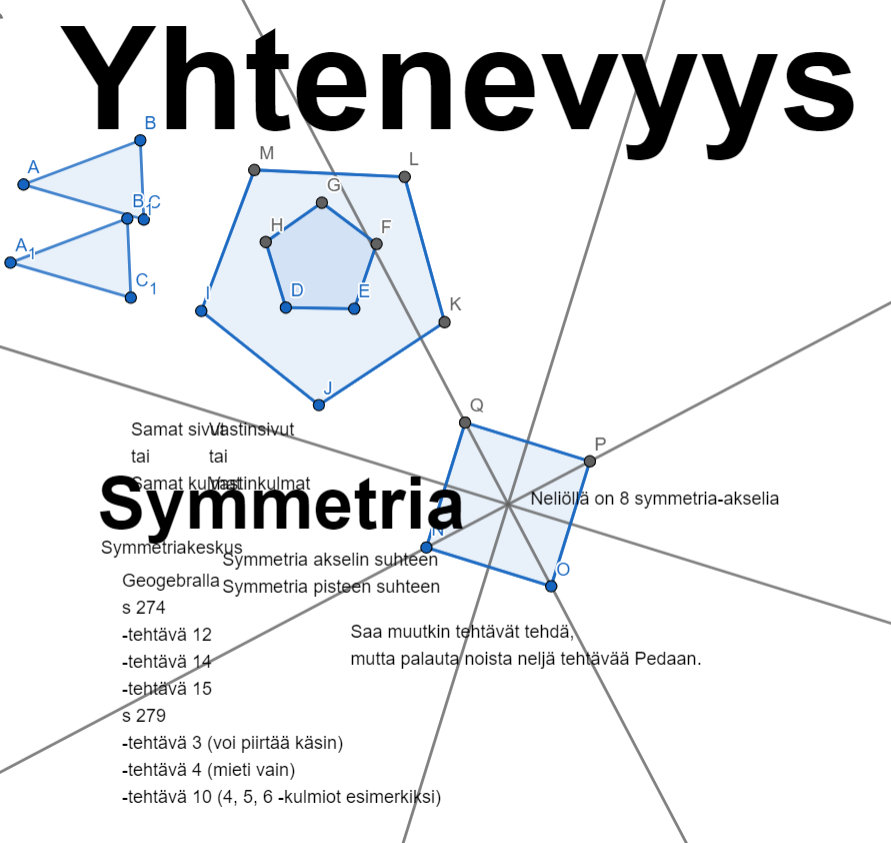 Yhtenevyys
B
A
B1
C
A1
C1
M
L
G
H
F
D
E
I
K
J
Q
P
N
O
Samat sivut
tai
Samat kulmat
Vastinsivut
tai
Vastinkulmat
Symmetria
Neliöllä on 8 symmetria-akselia
Symmetriakeskus
Symmetria akselin suhteen
Symmetria pisteen suhteen
Geogebralla
s 274
-tehtävä 12
-tehtävä 14
-tehtävä 15
s 279
-tehtävä 3 (voi piirtää käsin)
-tehtävä 4 (mieti vain)
-tehtävä 10 (4, 5, 6 -kulmiot esimerkiksi)
Saa muutkin tehtävät tehdä,
mutta palauta noista neljä tehtävää Pedaan.